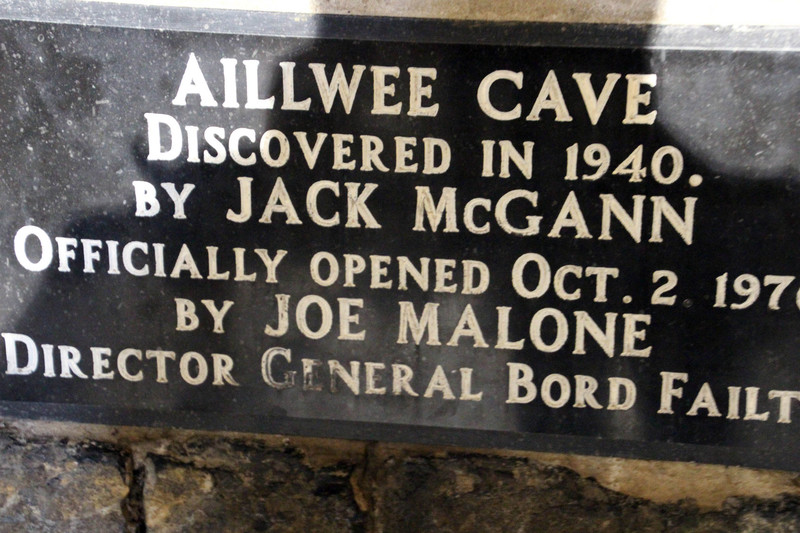 AILLWEE CAVE
DISCOVERED IN 1940.
BY JACK MCGANN
OFFICIALLY OPENED OCT. 2 197
BY JOE MALONE
DIRECTOR GENERAL BORD FAILT